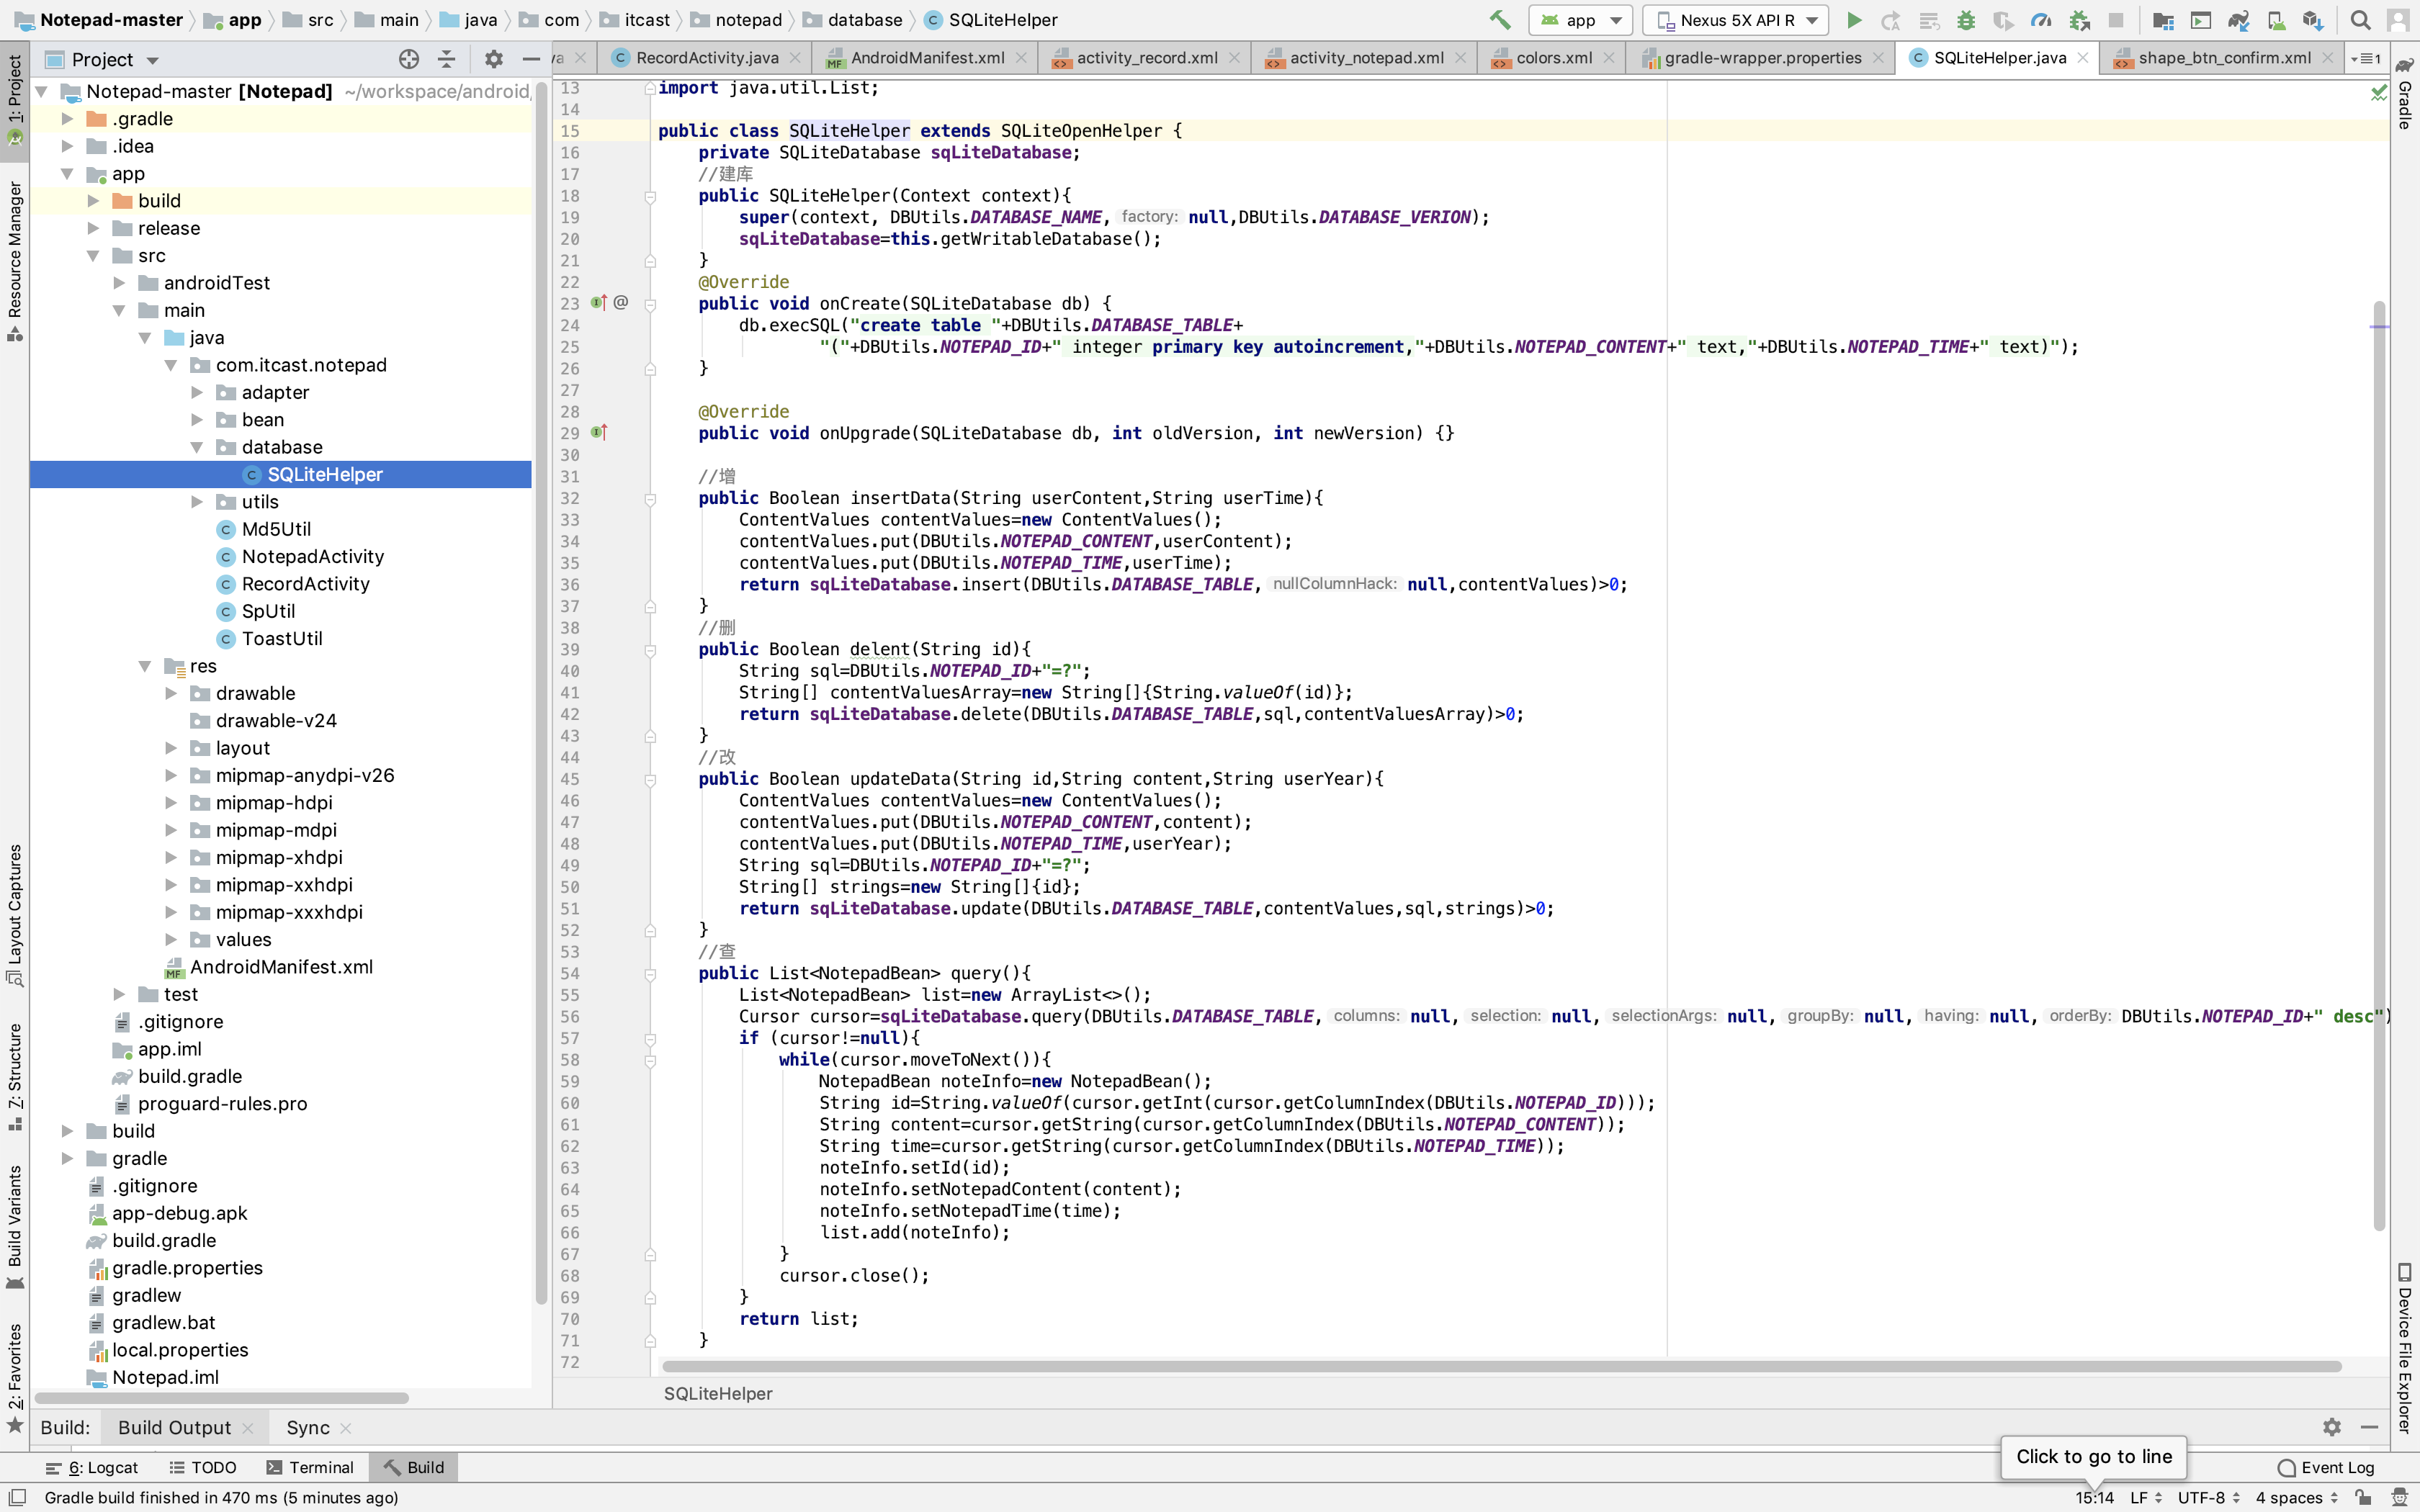 Notepad-master app src main java com itcast notepad database SQLiteHelper app Nexus 5X API R
Project
RecordActivity.java AndroidManifest.xml activity_record.xml activity_notepad.xml colors.xml gradle-wrapper.properties SQLiteHelper.java shape_btn_confirm.xml 1
1: Project
Resource Manager
Layout Captures
7: Structure
Build Variants
2: Favorites
Notepad-master [Notepad] ~/workspace/android
.gradle
.idea
app
build
release
src
androidTest
main
java
com.itcast.notepad
adapter
bean
database
SQLiteHelper
utils
Md5Util
NotepadActivity
RecordActivity
SpUtil
ToastUtil
res
drawable
drawable-v24
layout
mipmap-anydpi-v26
mipmap-hdpi
mipmap-mdpi
mipmap-xhdpi
mipmap-xxhdpi
mipmap-xxxhdpi
values
AndroidManifest.xml
test
.gitignore
app.iml
build.gradle
proguard-rules.pro
build
gradle
.gitignore
app-debug.apk
build.gradle
gradle.properties
gradlew
gradlew.bat
local.properties
Notepad.iml
13 import java.util.List;
14
15 public class SQLiteHelper extends SQLiteOpenHelper {
16 private SQLiteDatabase sqLiteDatabase;
17 //建库
18 public SQLiteHelper(Context context){
19 super(context, DBUtils.DATABASE_NAME, factory: null,DBUtils.DATABASE_VERION);
20 sqLiteDatabase=this.getWritableDatabase();
21 }
22 @Override
23 public void onCreate(SQLiteDatabase db) {
24 db.execSQL("create table "+DBUtils.DATABASE_TABLE+
25 "("+DBUtils.NOTEPAD_ID+" integer primary key autoincrement,"+DBUtils.NOTEPAD_CONTENT+" text,"+DBUtils.NOTEPAD_TIME+" text)");
26 }
27
28 @Override
29 public void onUpgrade(SQLiteDatabase db, int oldVersion, int newVersion) {}
30
31 //增
32 public Boolean insertData(String userContent,String userTime){
33 ContentValues contentValues=new ContentValues();
34 contentValues.put(DBUtils.NOTEPAD_CONTENT,userContent);
35 contentValues.put(DBUtils.NOTEPAD_TIME,userTime);
36 return sqLiteDatabase.insert(DBUtils.DATABASE_TABLE, nullColumnHack: null,contentValues)>0;
37 }
38 //删
39 public Boolean delent(String id){
40 String sql=DBUtils.NOTEPAD_ID+"=?";
41 String[] contentValuesArray=new String[]{String.valueOf(id)};
42 return sqLiteDatabase.delete(DBUtils.DATABASE_TABLE,sql,contentValuesArray)>0;
43 }
44 //改
45 public Boolean updateData(String id,String content,String userYear){
46 ContentValues contentValues=new ContentValues();
47 contentValues.put(DBUtils.NOTEPAD_CONTENT,content);
48 contentValues.put(DBUtils.NOTEPAD_TIME,userYear);
49 String sql=DBUtils.NOTEPAD_ID+"=?";
50 String[] strings=new String[]{id};
51 return sqLiteDatabase.update(DBUtils.DATABASE_TABLE,contentValues,sql,strings)>0;
52 }
53 //查
54 public List<NotepadBean> query(){
55 List<NotepadBean> list=new ArrayList<>();
56 Cursor cursor=sqLiteDatabase.query(DBUtils.DATABASE_TABLE, columns: null, selection: null, selectionArgs: null, groupBy: null, having: null, orderBy: DBUtils.NOTEPAD_ID+" desc")
57 if (cursor!=null){
58 while(cursor.moveToNext()){
59 NotepadBean noteInfo=new NotepadBean();
60 String id=String.valueOf(cursor.getInt(cursor.getColumnIndex(DBUtils.NOTEPAD_ID)));
61 String content=cursor.getString(cursor.getColumnIndex(DBUtils.NOTEPAD_CONTENT));
62 String time=cursor.getString(cursor.getColumnIndex(DBUtils.NOTEPAD_TIME));
63 noteInfo.setId(id);
64 noteInfo.setNotepadContent(content);
65 noteInfo.setNotepadTime(time);
66 list.add(noteInfo);
67 }
68 cursor.close();
69 }
70 return list;
71 }
72
SQLiteHelper
Gradle
Device File Explorer
Build: Build Output Sync
Click to go to line
6: Logcat TODO Terminal Build Event Log
Gradle build finished in 470 ms (5 minutes ago) 15:14 LF UTF-8 4 spaces